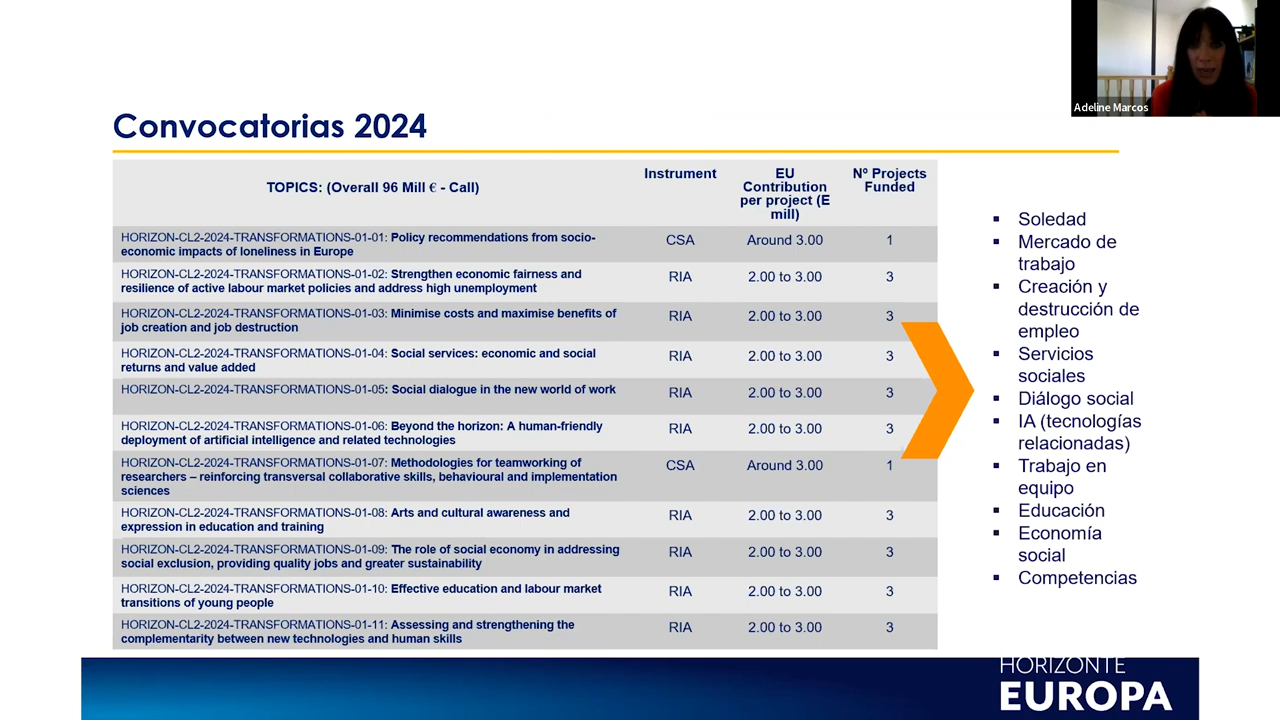 Adeline Marcos
Convocatorias 2024
TOPICS: (Overall 96 Mill € - Call)
Instrument
EU
Contribution
per project (E
mill)
Nº Projects
Funded
HORIZON-CL2-2024-TRANSFORMATIONS-01-01: Policy recommendations from socio-
economic impacts of loneliness in Europe
CSA
Around 3.00
1
HORIZON-CL2-2024-TRANSFORMATIONS-01-02: Strengthen economic fairness and
resilience of active labour market policies and address high unemployment
RIA
2.00 to 3.00
3
HORIZON-CL2-2024-TRANSFORMATIONS-01-03: Minimise costs and maximise benefits of
job creation and job destruction
RIA
2.00 to 3.00
3
HORIZON-CL2-2024-TRANSFORMATIONS-01-04: Social services: economic and social
returns and value added
RIA
2.00 to 3.00
3
HORIZON-CL2-2024-TRANSFORMATIONS-01-05: Social dialogue in the new world of work
RIA
2.00 to 3.00
3
HORIZON-CL2-2024-TRANSFORMATIONS-01-06: Beyond the horizon: A human-friendly
deployment of artificial intelligence and related technologies
RIA
2.00 to 3.00
3
HORIZON-CL2-2024-TRANSFORMATIONS-01-07: Methodologies for teamworking of
researchers – reinforcing transversal collaborative skills, behavioural and implementation
sciences
CSA
Around 3.00
1
HORIZON-CL2-2024-TRANSFORMATIONS-01-08: Arts and cultural awareness and
expression in education and training
RIA
2.00 to 3.00
3
HORIZON-CL2-2024-TRANSFORMATIONS-01-09: The role of social economy in addressing
social exclusion, providing quality jobs and greater sustainability
RIA
2.00 to 3.00
3
HORIZON-CL2-2024-TRANSFORMATIONS-01-10: Effective education and labour market
transitions of young people
RIA
2.00 to 3.00
3
HORIZON-CL2-2024-TRANSFORMATIONS-01-11: Assessing and strengthening the
complementarity between new technologies and human skills
RIA
2.00 to 3.00
3
▪ Soledad
▪ Mercado de
trabajo
▪ Creación y
destrucción de
empleo
▪ Servicios
sociales
▪ Diálogo social
▪ IA (tecnologías
relacionadas)
▪ Trabajo en
equipo
▪ Educación
▪ Economía
social
▪ Competencias
HORIZONTE
EUROPA